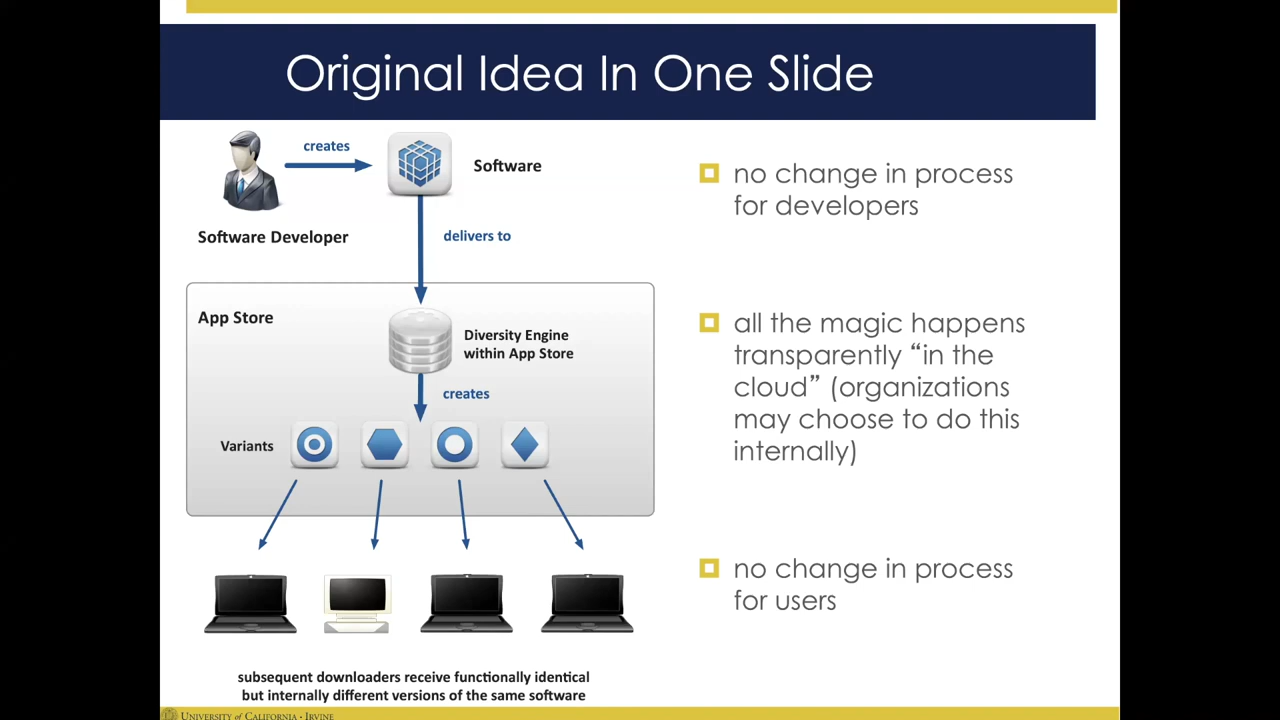 Original Idea In One Slide
creates
Software
Software Developer
delivers to
App Store
Diversity Engine
within App Store
creates
Variants
subsequent downloaders receive functionally identical
but internally different versions of the same software
no change in process
for developers
all the magic happens
transparently “in the
cloud” (organizations
may choose to do this
internally)
no change in process
for users
UNIVERSITY of CALIFORNIA • IRVINE